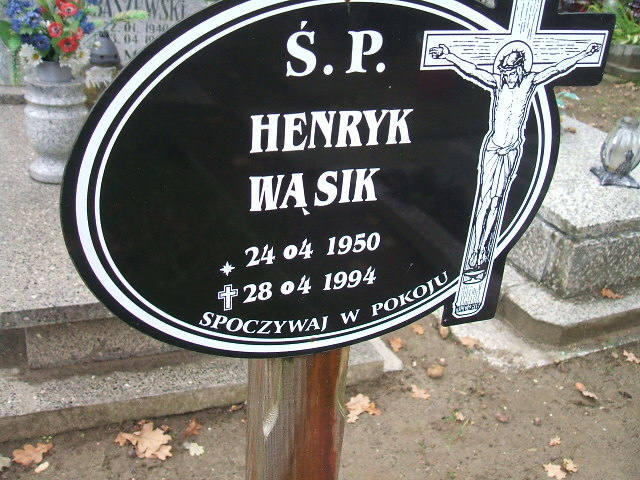 Ś. P.
HENRYK
WĄSIK
24 04 1950
28 04 1994
SPOCZYWAJ W POKOJU